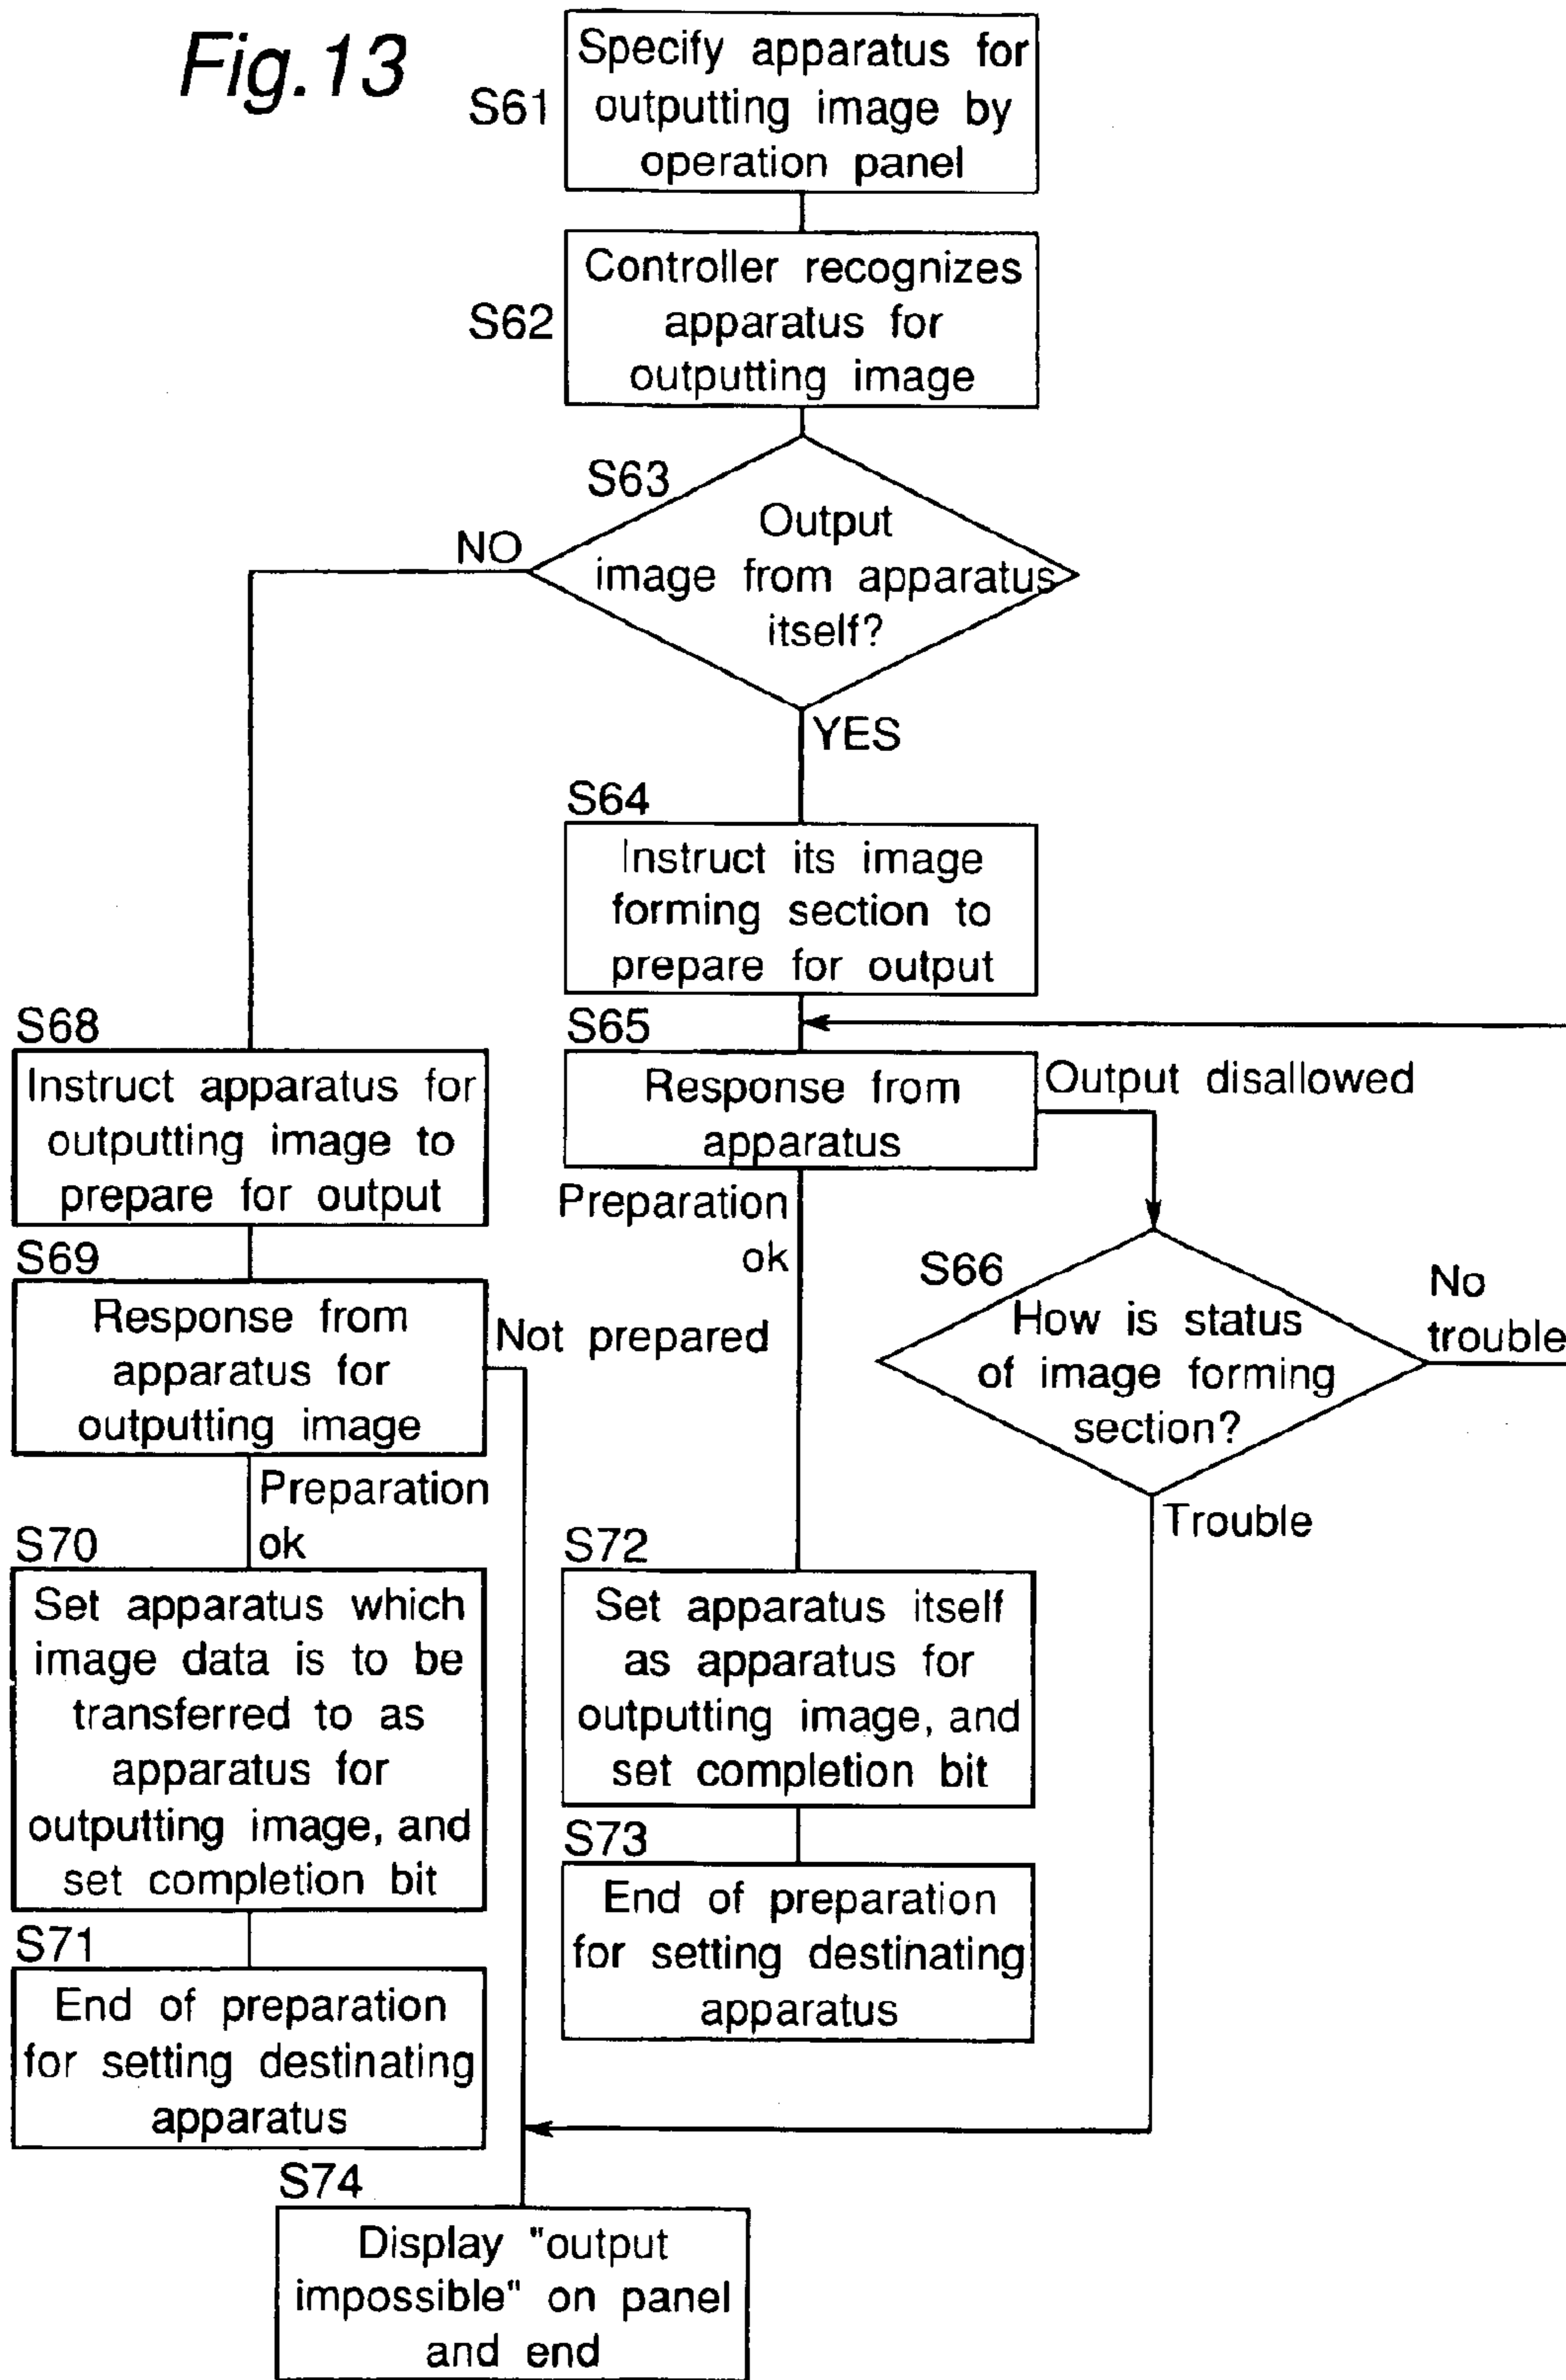 Fig.13
S61
Specify apparatus for
outputting image by
operation panel
S62
Controller recognizes
apparatus for
outputting image
S63
Output
image from apparatus
itself?
NO
YES
S64
Instruct its image
forming section to
prepare for output
S68
Instruct apparatus for
outputting image to
prepare for output
S65
Response from
apparatus
Output disallowed
Preparation
ok
S66
How is status
of image forming
section?
No
trouble
Trouble
S69
Response from
apparatus for
outputting image
Not prepared
Preparation
ok
S70
Set apparatus which
image data is to be
transferred to as
apparatus for
outputting image, and
set completion bit
S72
Set apparatus itself
as apparatus for
outputting image, and
set completion bit
S71
End of preparation
for setting destinating
apparatus
S73
End of preparation
for setting destinating
apparatus
S74
Display "output
impossible" on panel
and end